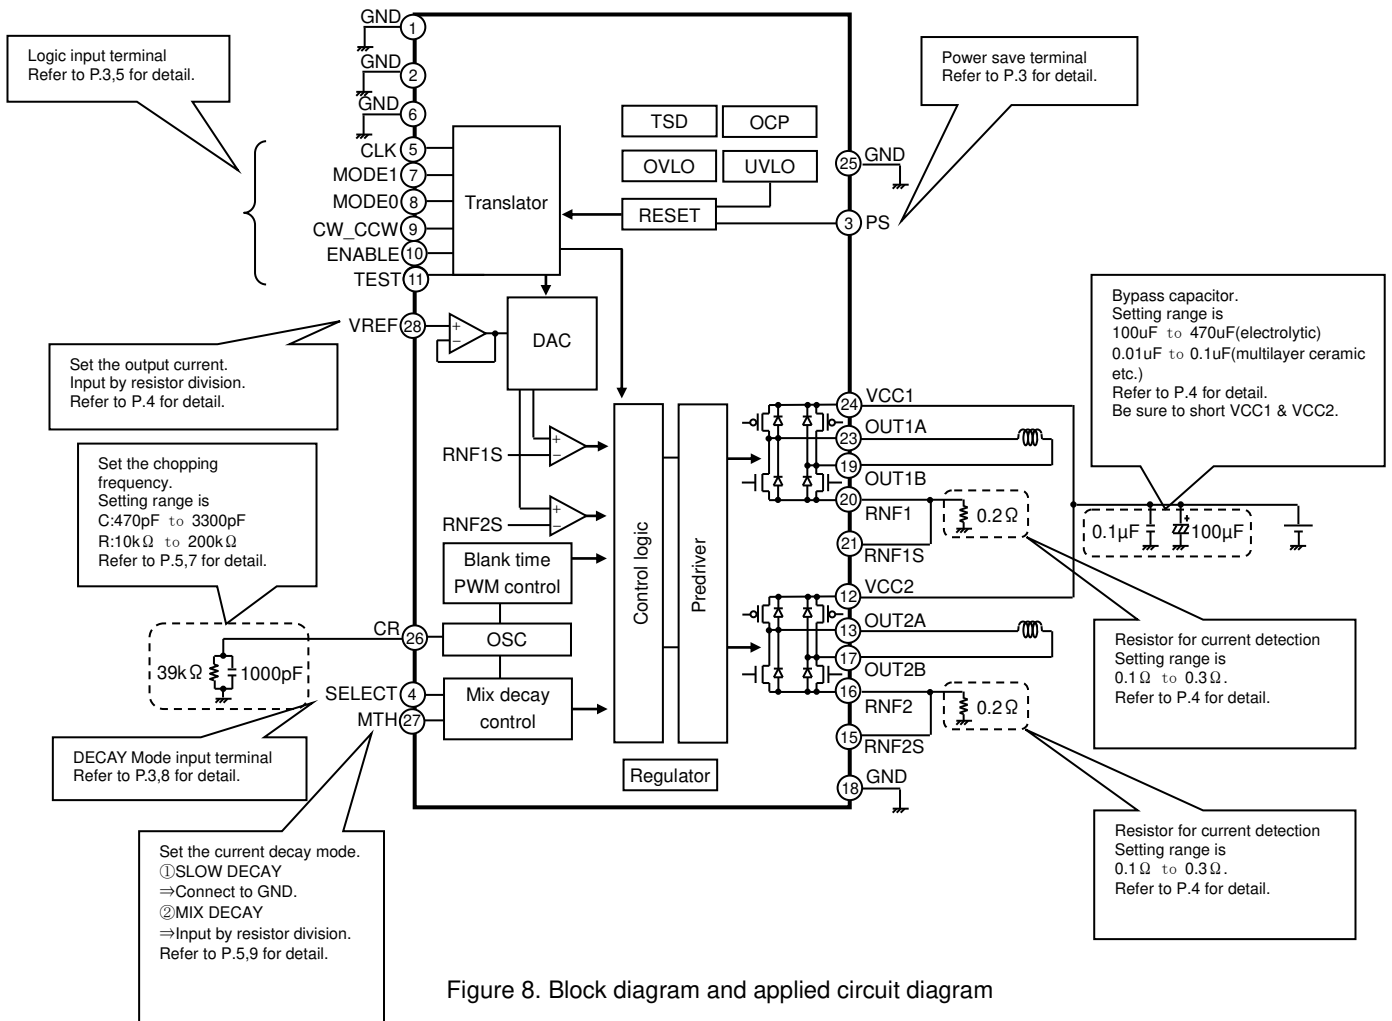 Logic input terminal
Refer to P.3,5 for detail.
GND
1
GND
2
GND
6
CLK
5
MODE1
7
MODE0
8
CW_CCW
9
ENABLE
10
TEST
11
Translator
TSD
OCP
OVLO
UVLO
RESET
Power save terminal
Refer to P.3 for detail.
25
GND
3
PS
VREF
28
+
−
DAC
Set the output current.
Input by resistor division.
Refer to P.4 for detail.
Bypass capacitor.
Setting range is
100uF to 470uF(electrolytic)
0.01uF to 0.1uF(multilayer ceramic
etc.)
Refer to P.4 for detail.
Be sure to short VCC1 & VCC2.
Set the chopping
frequency.
Setting range is
C:470pF to 3300pF
R:10kΩ to 200kΩ
Refer to P.5,7 for detail.
RNF1S
+
−
RNF2S
+
−
Blank time
PWM control
OSC
Mix decay
control
Control logic
Predriver
Regulator
24
VCC1
23
OUT1A
19
OUT1B
20
RNF1
21
RNF1S
0.2Ω
0.1µF
+
100µF
12
VCC2
13
OUT2A
17
OUT2B
16
RNF2
15
RNF2S
0.2Ω
18
GND
CR
26
39kΩ
1000pF
SELECT
4
MTH
27
DECAY Mode input terminal
Refer to P.3,8 for detail.
Resistor for current detection
Setting range is
0.1Ω to 0.3Ω.
Refer to P.4 for detail.
Resistor for current detection
Setting range is
0.1Ω to 0.3Ω.
Refer to P.4 for detail.
Set the current decay mode.
①SLOW DECAY
⇒Connect to GND.
②MIX DECAY
⇒Input by resistor division.
Refer to P.5,9 for detail.
Figure 8. Block diagram and applied circuit diagram